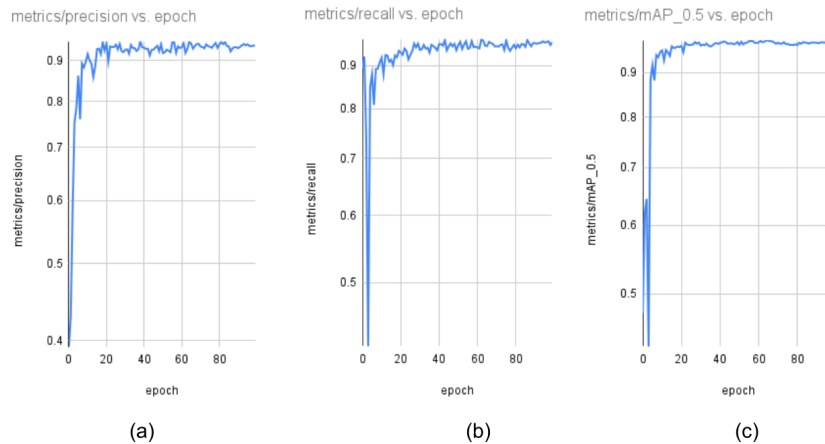 metrics/precision vs. epoch
metrics/precision
0.9
0.8
0.7
0.6
0.5
0.4
0 20 40 60 80
epoch
(a)
metrics/recall vs. epoch
metrics/recall
0.9
0.8
0.7
0.6
0.5
0 20 40 60 80
epoch
(b)
metrics/mAP_0.5 vs. epoch
metrics/mAP_0.5
0.9
0.8
0.7
0.6
0.5
0 20 40 60 80
epoch
(c)